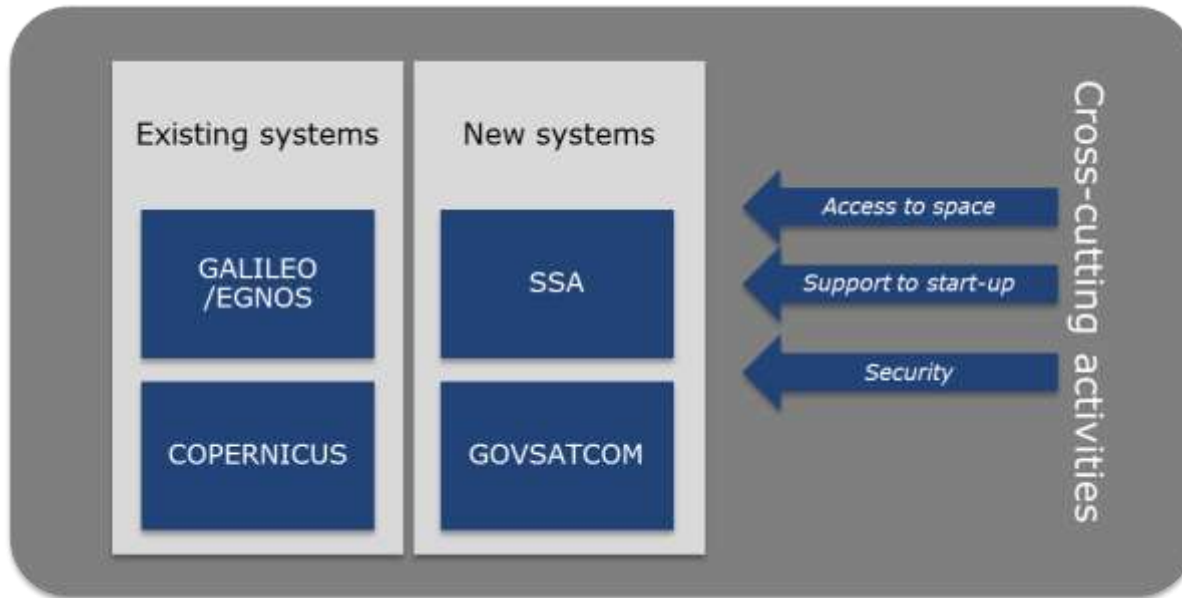 Existing systems
New systems
GALILEO
/EGNOS
SSA
COPERNICUS
GOVSATCOM
Access to space
Support to start-up
Security
Cross-cutting activities